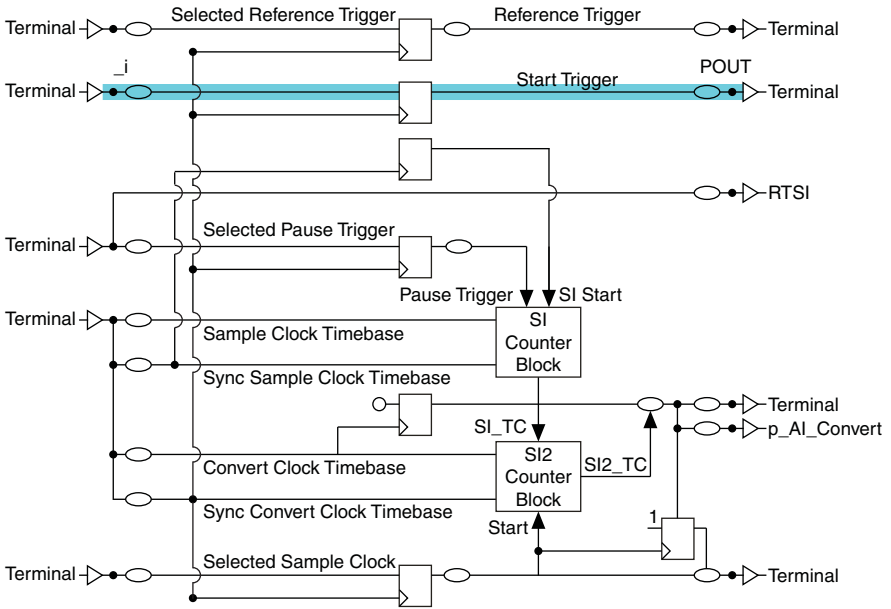 Terminal Selected Reference Trigger Reference Trigger Terminal
_i POUT
Terminal Start Trigger Terminal
RTSI
Terminal Selected Pause Trigger
Pause Trigger SI Start
Terminal SI
Sample Clock Timebase Counter
Block
Sync Sample Clock Timebase
Terminal
SI_TC p_AI_Convert
Convert Clock Timebase SI2 SI2_TC
Counter
Block
Sync Convert Clock Timebase
Start 1
Selected Sample Clock
Terminal Terminal